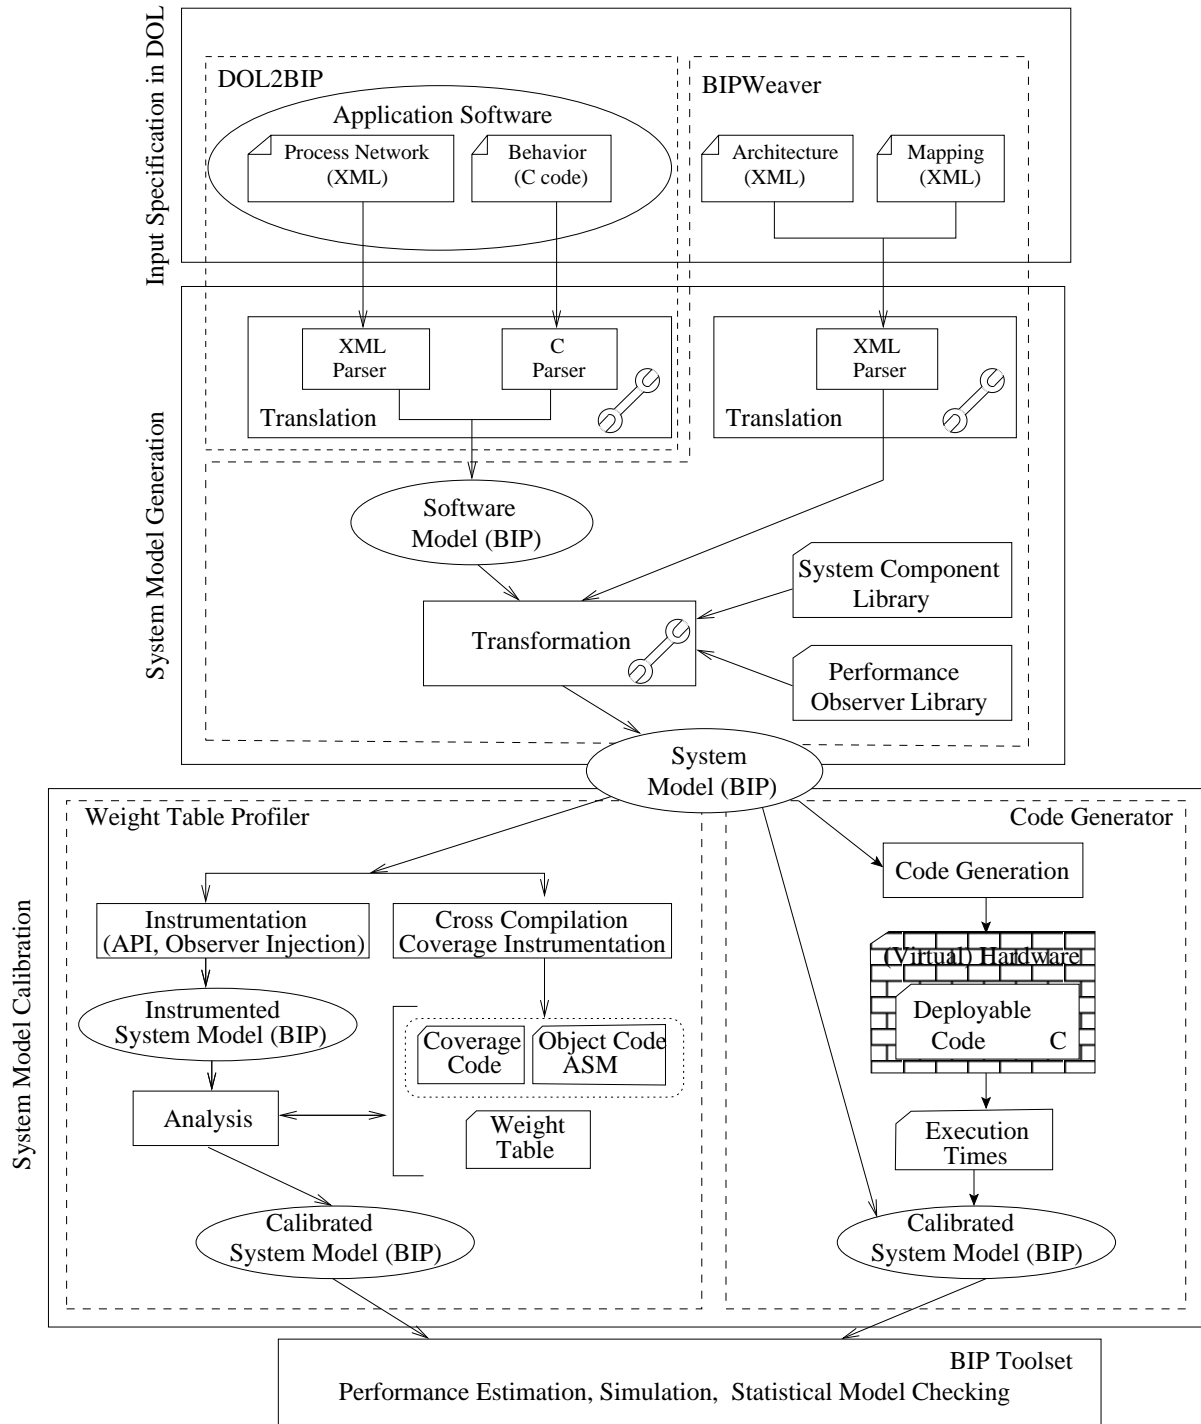 Input Specification in DOL
DOL2BIP
BIPWeaver
Application Software
Process Network
(XML)
Behavior
(C code)
Architecture
(XML)
Mapping
(XML)
System Model Generation
XML
Parser
C
Parser
Translation
XML
Parser
Translation
Software
Model (BIP)
System Component
Library
Transformation
Performance
Observer Library
System
Model (BIP)
System Model Calibration
Weight Table Profiler
Code Generator
Instrumentation
(API, Observer Injection)
Cross Compilation
Coverage Instrumentation
Code Generation
(Virtual) Hardware
Deployable
Code C
Instrumented
System Model (BIP)
Coverage
Code
Object Code
ASM
Analysis
Weight
Table
Execution
Times
Calibrated
System Model (BIP)
Calibrated
System Model (BIP)
BIP Toolset
Performance Estimation, Simulation, Statistical Model Checking